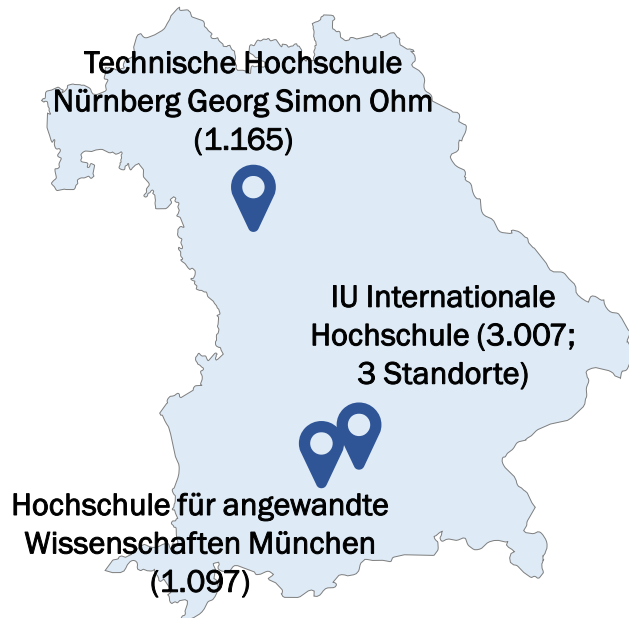 Technische Hochschule
Nürnberg Georg Simon Ohm
(1.165)
IU Internationale
Hochschule (3.007;
3 Standorte)
Hochschule für angewandte
Wissenschaften München
(1.097)